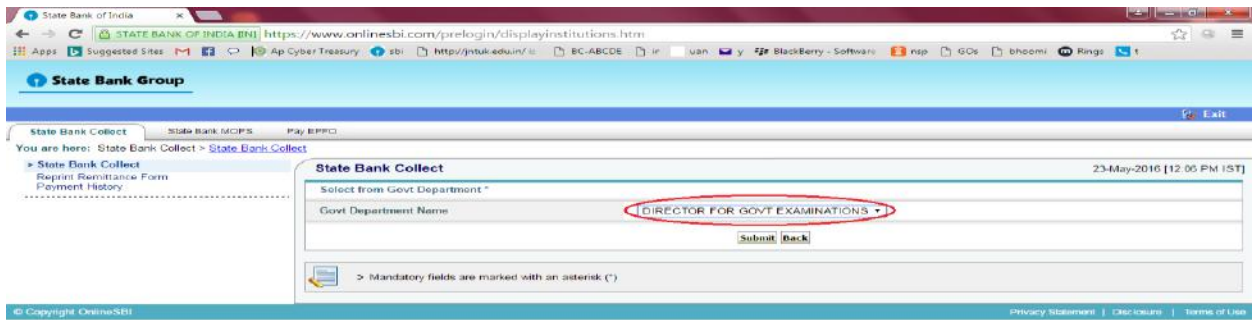 State Bank of India
STATE BANK OF INDIA [IN] https://www.onlinesbi.com/prelogin/displayinstitutions.htm
Apps Suggested Sites Ap Cyber Treasury sbi http://jntuk.edu.in/ BC-ABCDE uan y BlackBerry - Software nsp GOs bhoomi Rings t
State Bank Group
Exit
State Bank Collect State Bank MOPS Pay EPFO
You are here: State Bank Collect > State Bank Collect
> State Bank Collect
Reprint Remittance Form
Payment History
State Bank Collect 23-May-2016 [12:06 PM IST]
Select from Govt Department *
Govt Department Name DIRECTOR FOR GOVT EXAMINATIONS
Submit Back
> Mandatory fields are marked with an asterisk (*)
© Copyright OnlineSBI Privacy Statement | Disclosure | Terms of Use